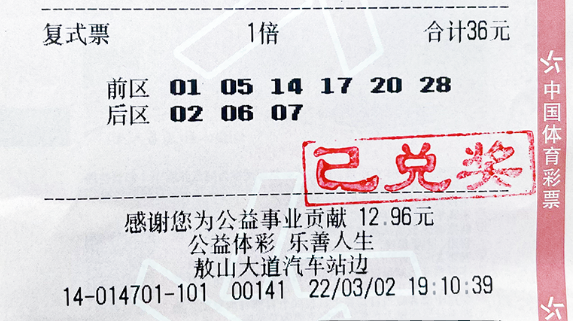 复式票 1倍 合计36元
前区 01 05 14 17 20 28
后区 02 06 07
已兑奖
感谢您为公益事业贡献 12.96元
公益体彩 乐善人生
敖山大道汽车站边
14-014701-101 00141 22/03/02 19:10:39
中国体育彩票